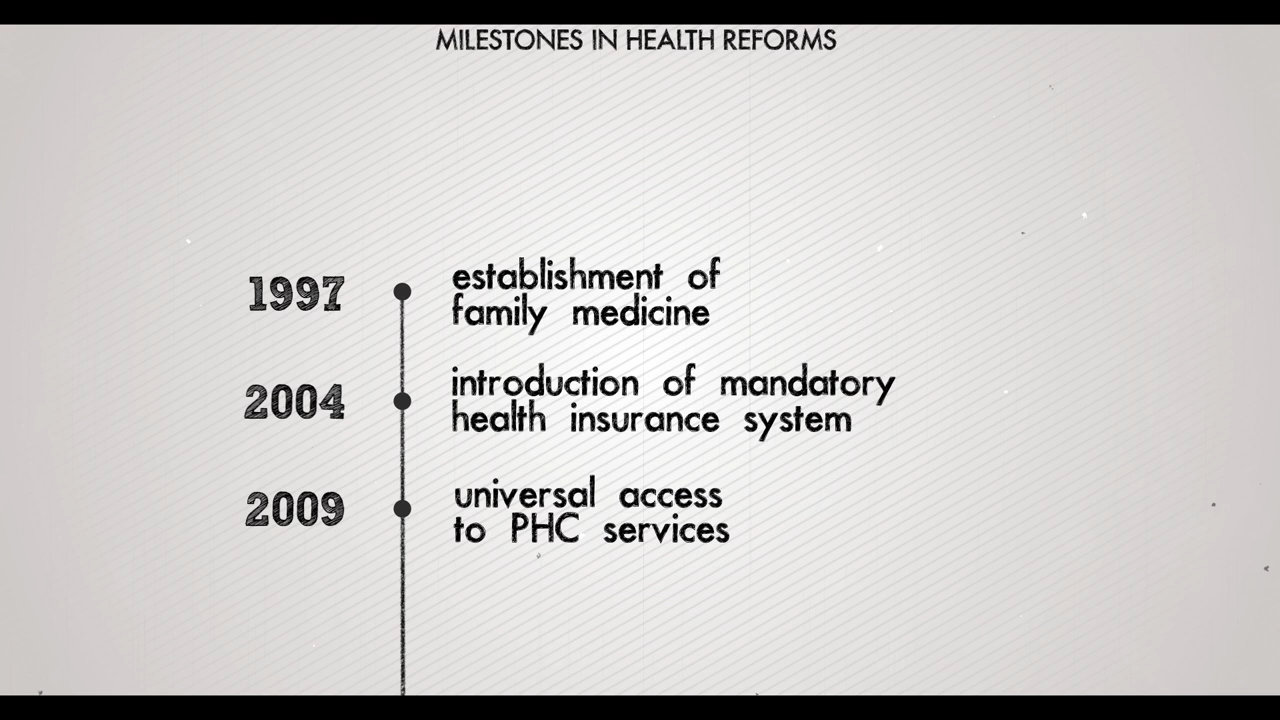 MILESTONES IN HEALTH REFORMS
1997
establishment of
family medicine
2004
introduction of mandatory
health insurance system
2009
universal access
to PHC services